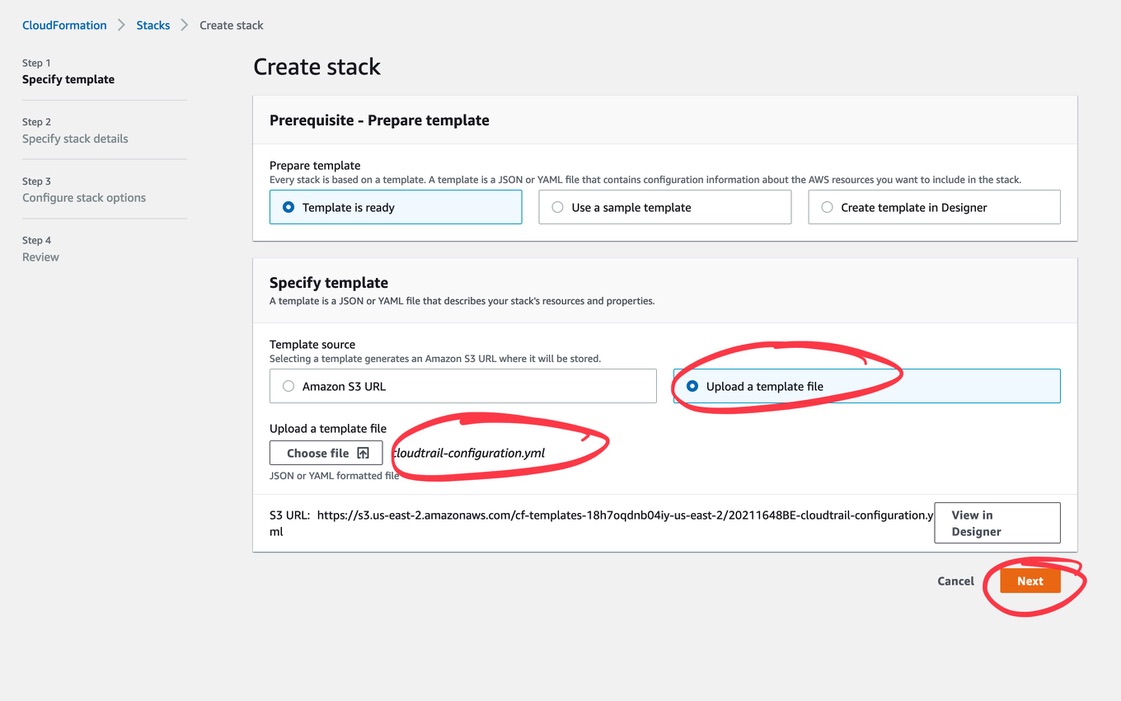 CloudFormation > Stacks > Create stack
Step 1
Specify template
Step 2
Specify stack details
Step 3
Configure stack options
Step 4
Review
Create stack
Prerequisite - Prepare template
Prepare template
Every stack is based on a template. A template is a JSON or YAML file that contains configuration information about the AWS resources you want to include in the stack.
Template is ready
Use a sample template
Create template in Designer
Specify template
A template is a JSON or YAML file that describes your stack's resources and properties.
Template source
Selecting a template generates an Amazon S3 URL where it will be stored.
Amazon S3 URL
Upload a template file
Upload a template file
Choose file
cloudtrail-configuration.yml
JSON or YAML formatted file
S3 URL: https://s3.us-east-2.amazonaws.com/cf-templates-18h7oqdnb04iy-us-east-2/20211648BE-cloudtrail-configuration.y
ml
View in
Designer
Cancel
Next